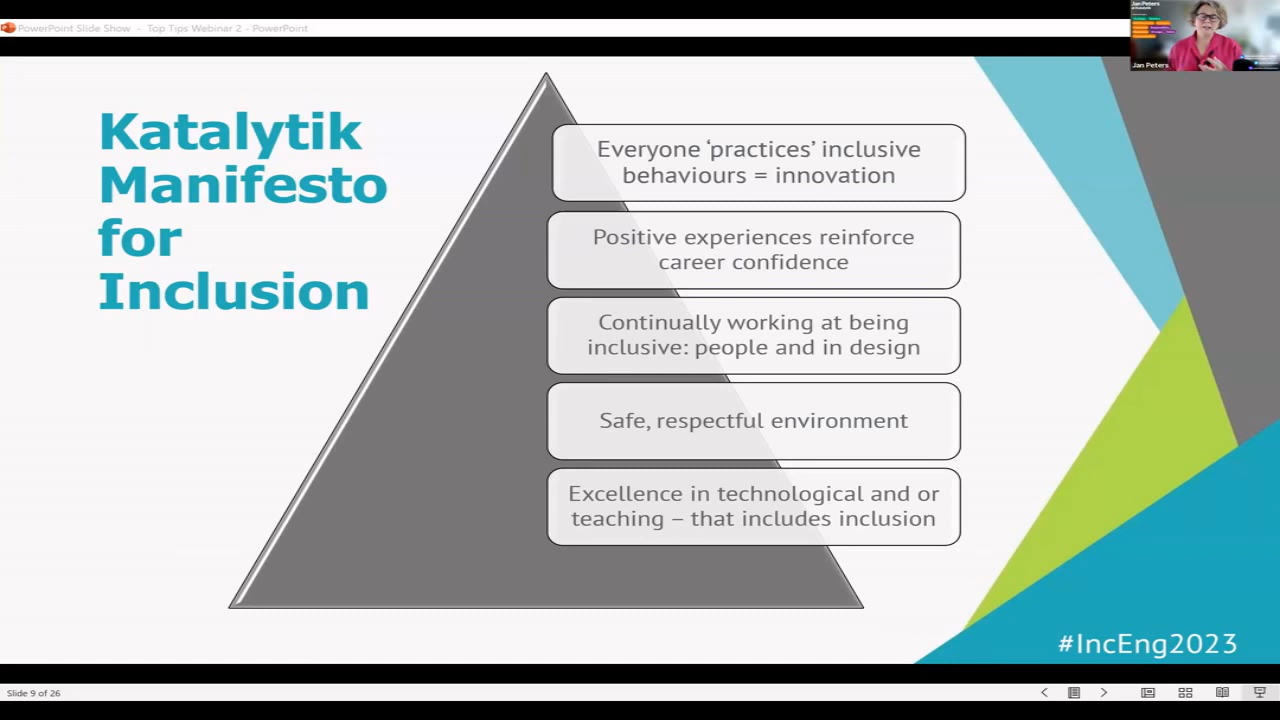 PowerPoint Slide Show - Top Tips Webinar 2 - PowerPoint
Jan Peters
Jan Peters
Katalytik
Manifesto
for
Inclusion
Everyone ‘practices’ inclusive
behaviours = innovation
Positive experiences reinforce
career confidence
Continually working at being
inclusive: people and in design
Safe, respectful environment
Excellence in technological and or
teaching – that includes inclusion
#IncEng2023
Slide 9 of 26